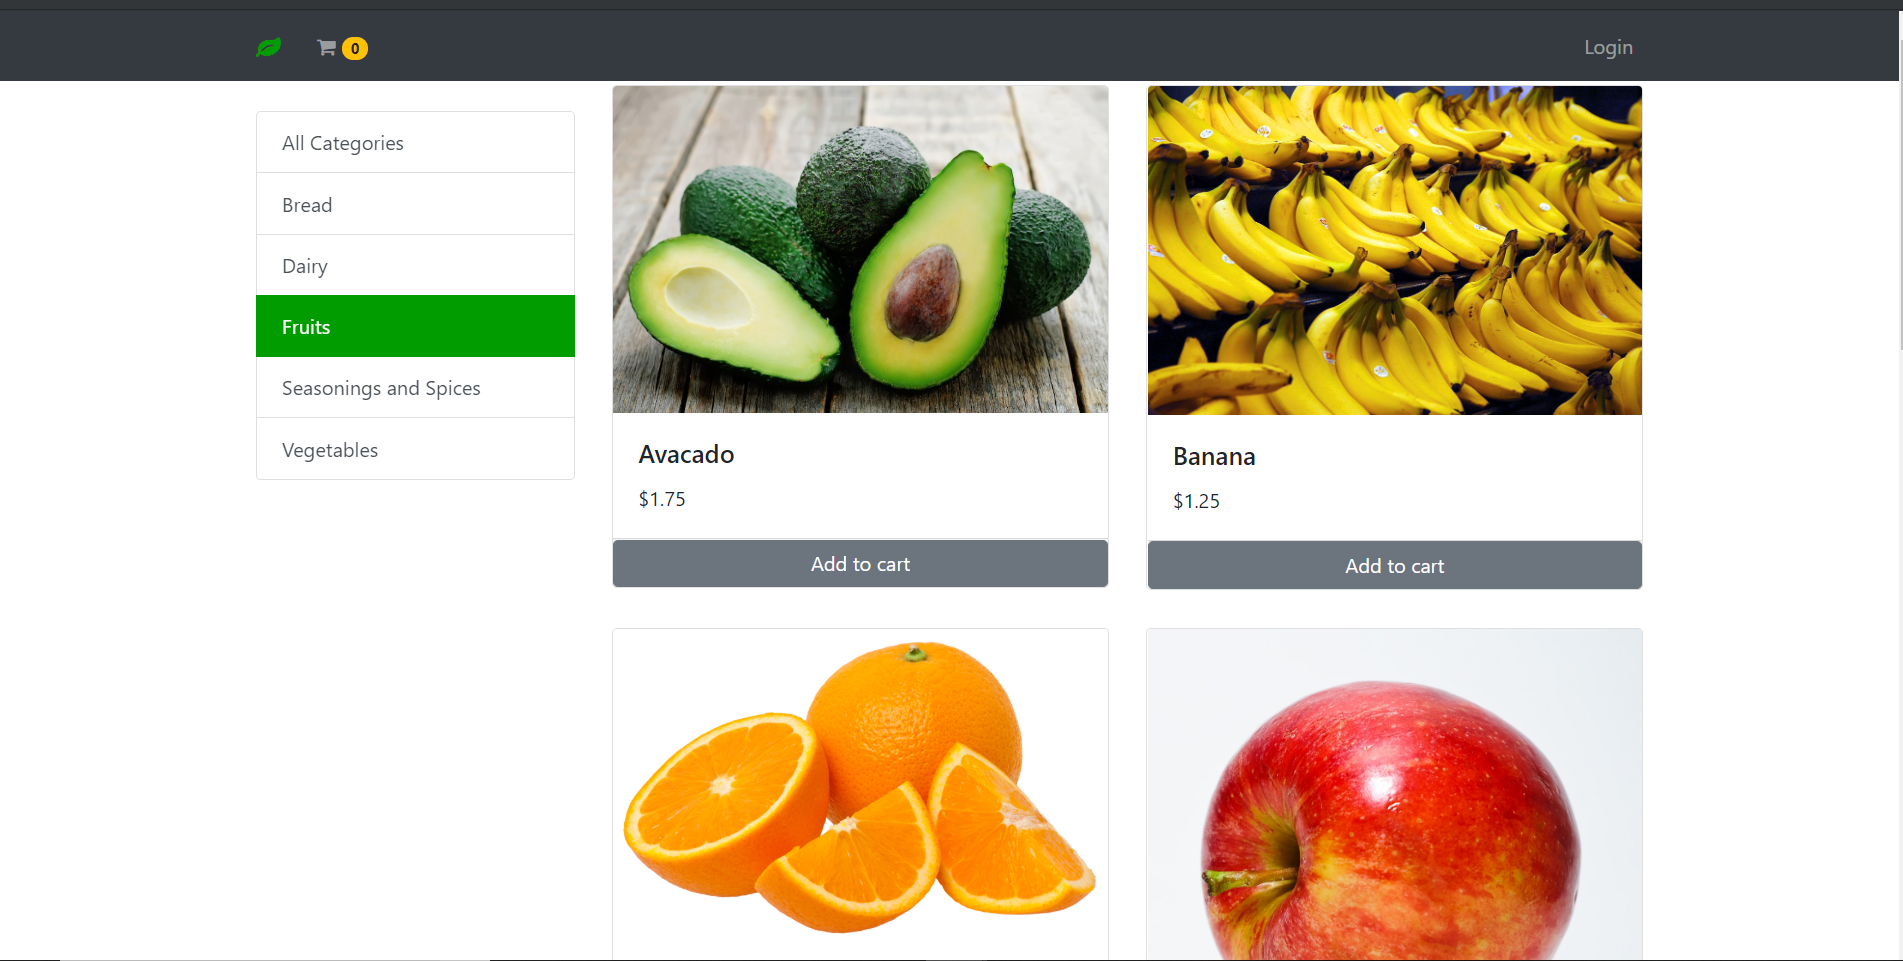 0
Login
All Categories
Bread
Dairy
Fruits
Seasonings and Spices
Vegetables
Avacado
$1.75
Add to cart
Banana
$1.25
Add to cart